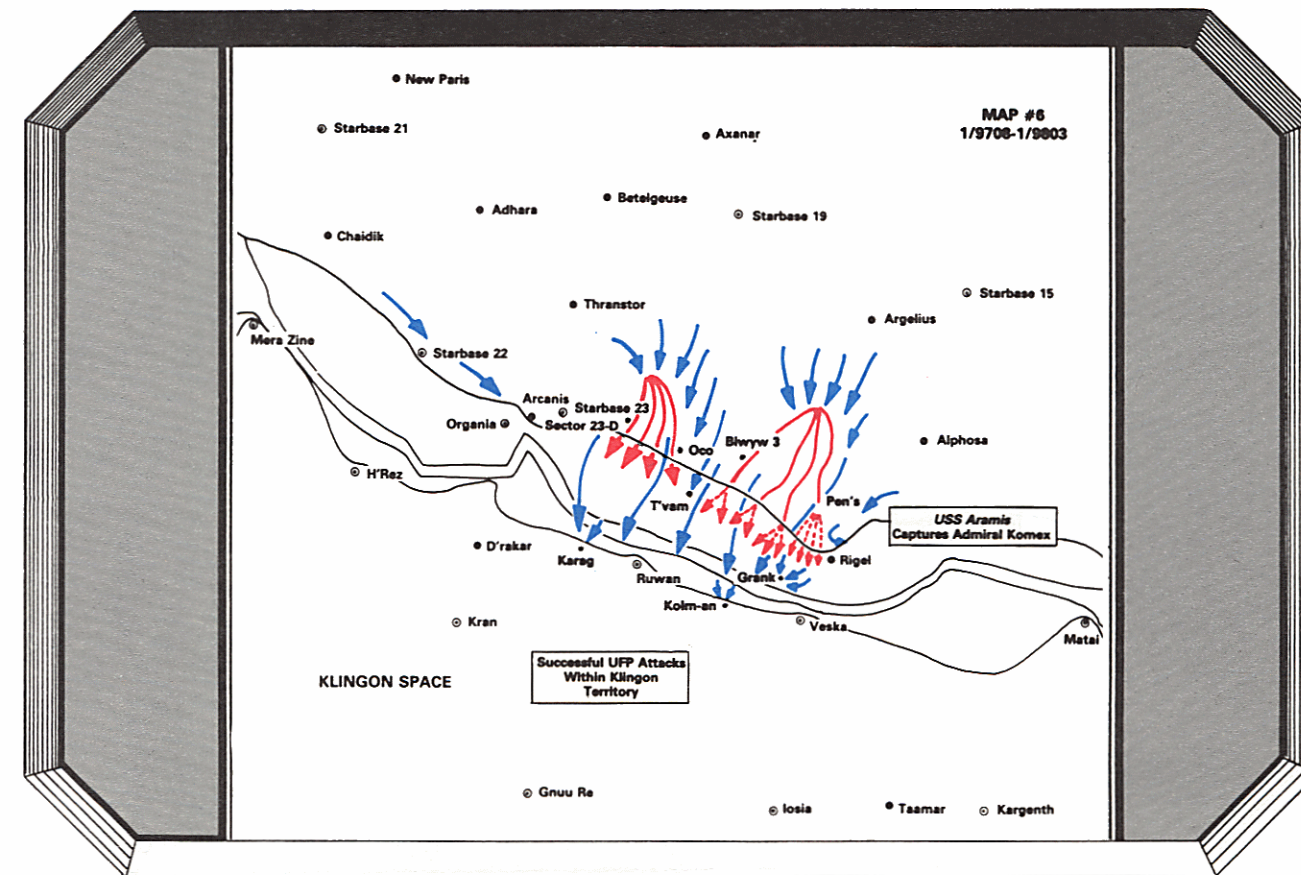 New Paris
MAP #6
1/9708-1/9803
Starbase 21
Axanar
Adhara
Betelgeuse
Starbase 19
Chaidik
Starbase 15
Thranstor
Argelius
Mera Zine
Starbase 22
Arcanis
Starbase 23
Organia
Sector 23-D
Oco
Blwyw 3
Alphosa
H'Rez
T'vam
Pen's
USS Aramis
Captures Admiral Komex
D'rakar
Karag
Ruwan
Grank
Rigel
Kolm-an
Kran
Veska
Matai
Successful UFP Attacks
Within Klingon
Territory
KLINGON SPACE
Gnuu Re
Iosia
Taamar
Kargenth